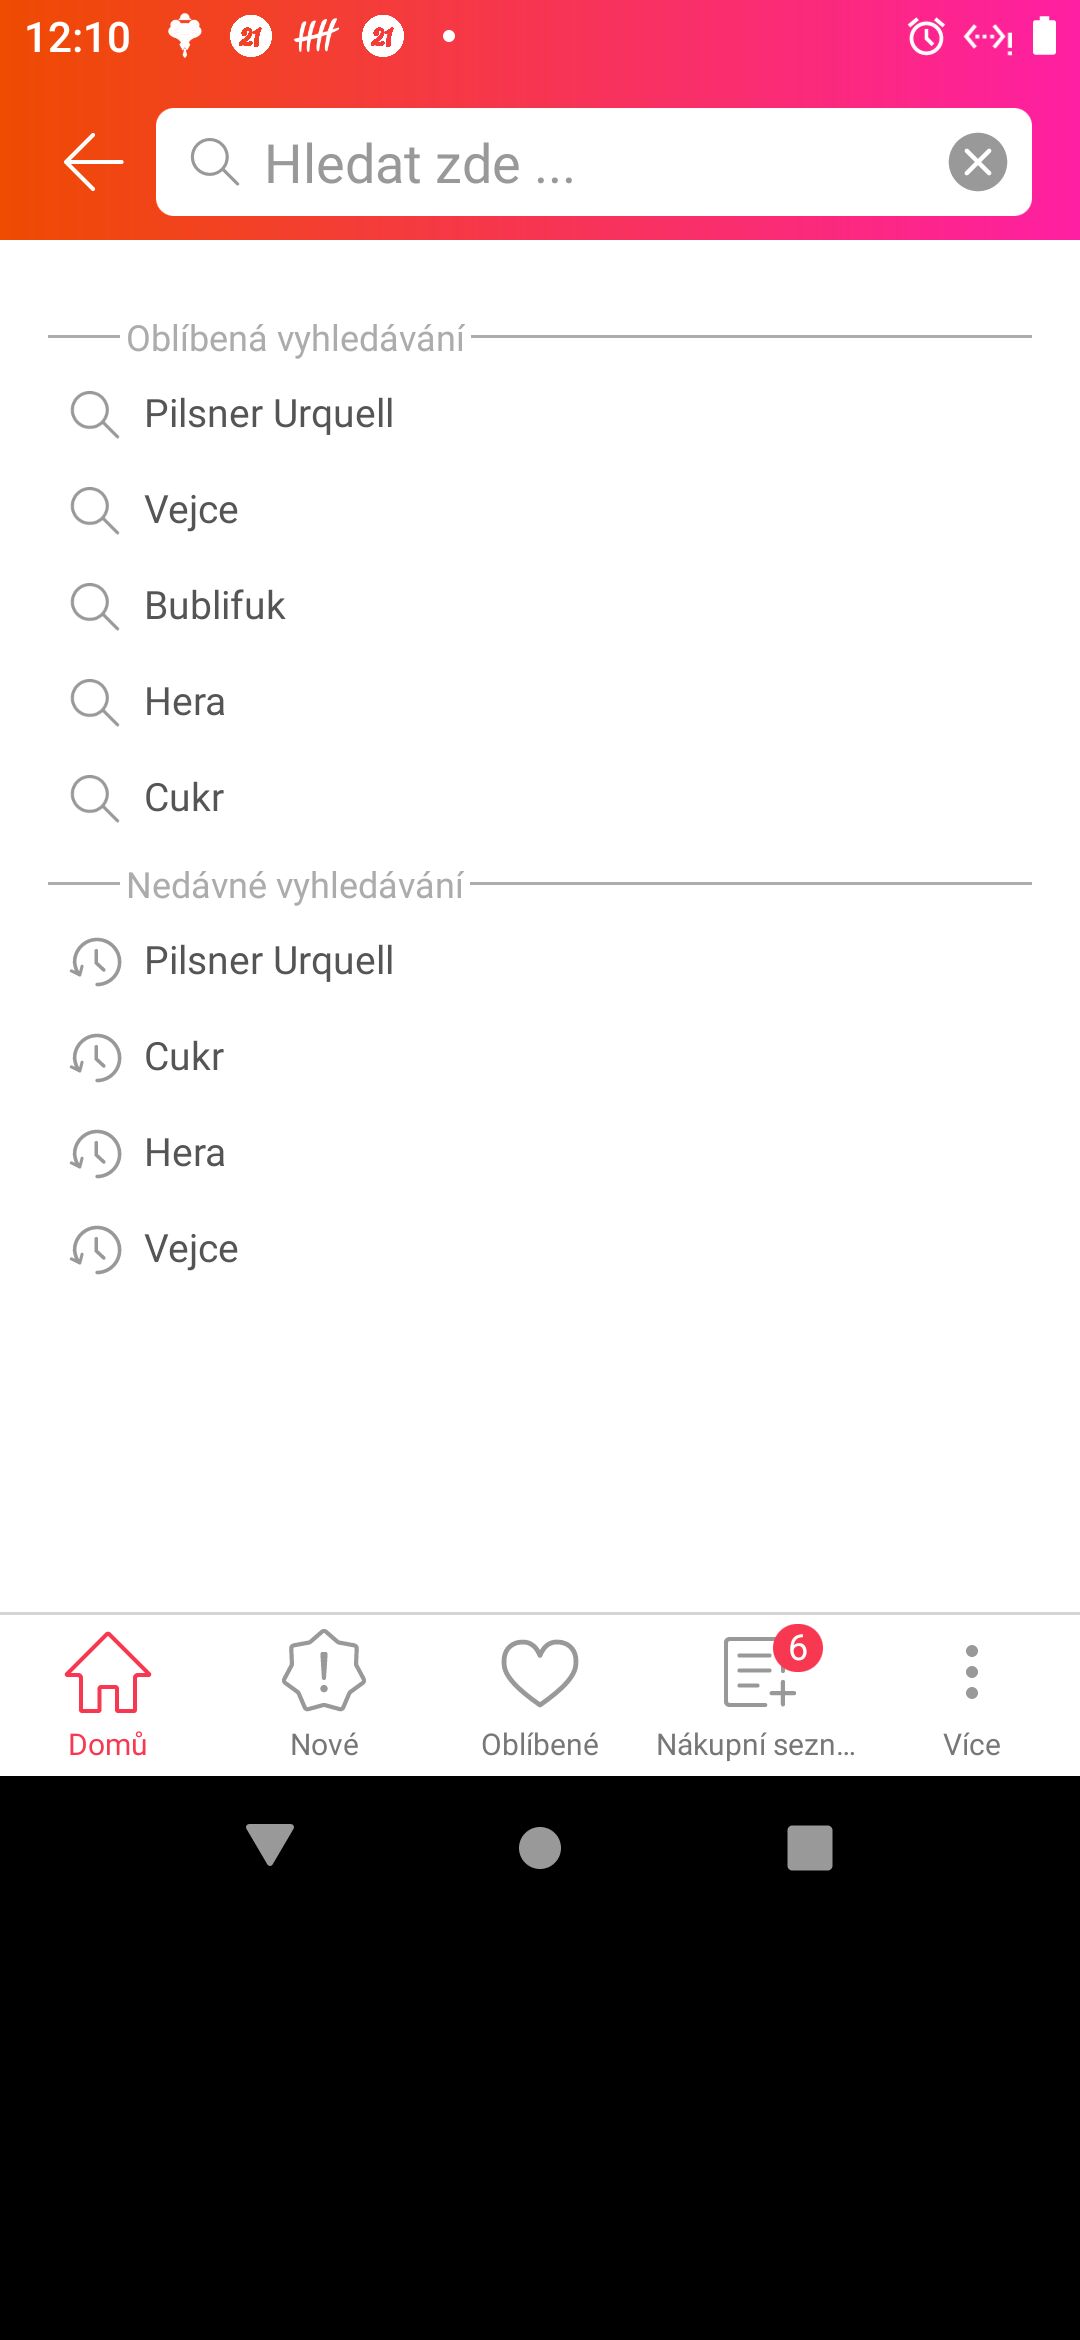 12:10
21
21
Hledat zde ...
Oblíbená vyhledávání
Pilsner Urquell
Vejce
Bublifuk
Hera
Cukr
Nedávné vyhledávání
Pilsner Urquell
Cukr
Hera
Vejce
6
Domů
Nové
Oblíbené
Nákupní sezn...
Více